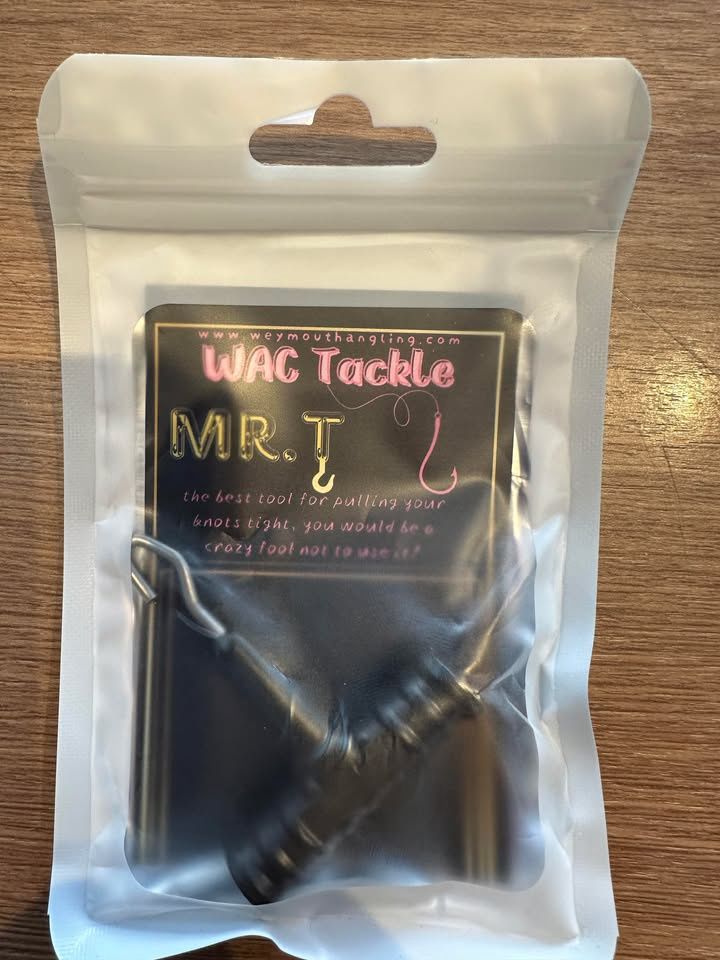 www.weymouthangling.com
WAC Tackle
MR.T
the best tool for pulling your
knots tight, you would be a
crazy fool not to use it!